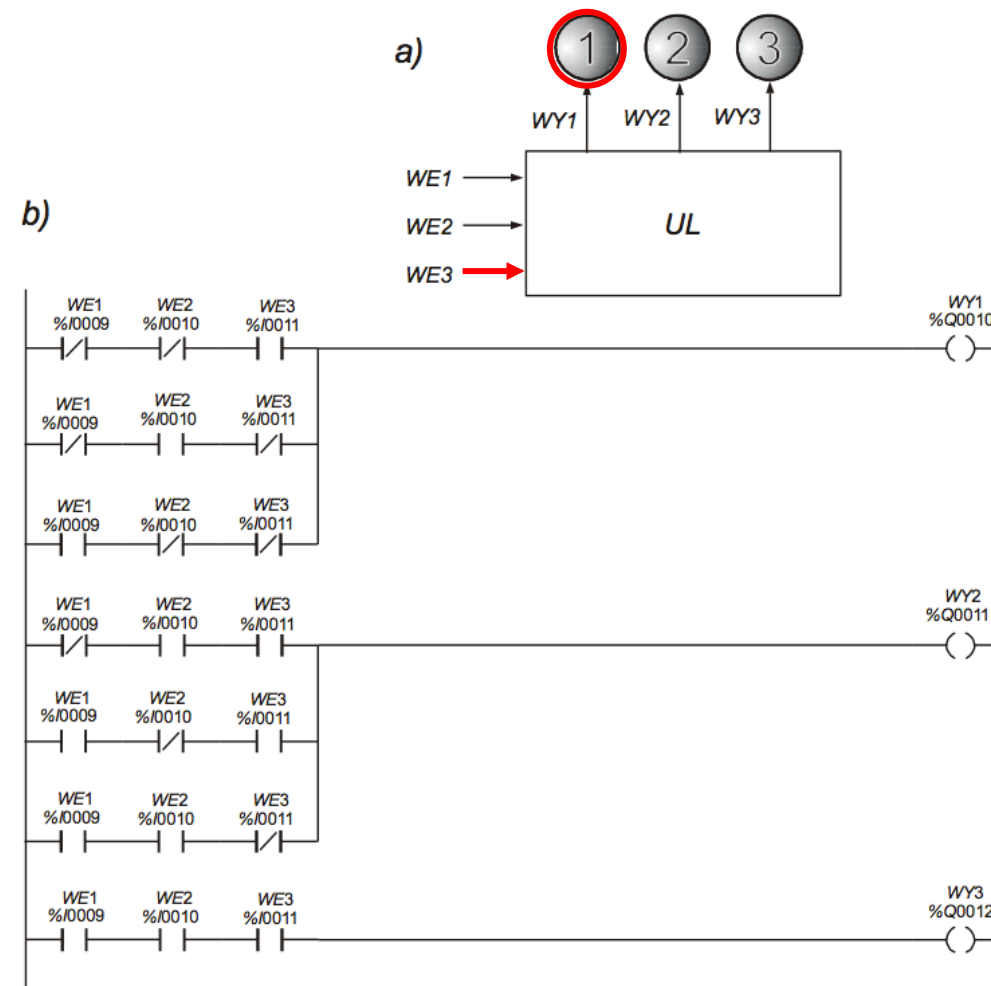 a)
1 2 3
WY1 WY2 WY3
WE1
WE2
WE3
UL
b)
WE1 WE2 WE3 WY1
%I0009 %I0010 %I0011 %Q0010
WE1 WE2 WE3
%I0009 %I0010 %I0011
WE1 WE2 WE3
%I0009 %I0010 %I0011
WE1 WE2 WE3 WY2
%I0009 %I0010 %I0011 %Q0011
WE1 WE2 WE3
%I0009 %I0010 %I0011
WE1 WE2 WE3
%I0009 %I0010 %I0011
WE1 WE2 WE3 WY3
%I0009 %I0010 %I0011 %Q0012